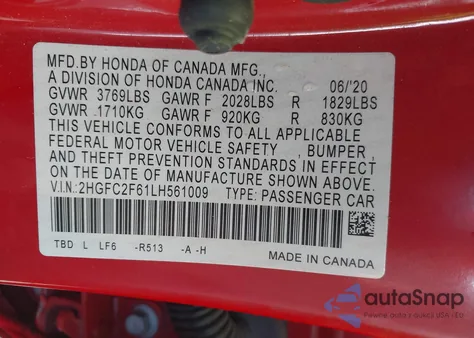 MFD.BY HONDA OF CANADA MFG.,
A DIVISION OF HONDA CANADA INC. 06/'20
GVWR 3769LBS GAWR F 2028LBS R 1829LBS
GVWR 1710KG GAWR F 920KG R 830KG
THIS VEHICLE CONFORMS TO ALL APPLICABLE
FEDERAL MOTOR VEHICLE SAFETY , BUMPER ,
AND THEFT PREVENTION STANDARDS IN EFFECT
ON THE DATE OF MANUFACTURE SHOWN ABOVE.
V.I.N:2HGFC2F61LH561009 TYPE: PASSENGER CAR
TBD L LF6 -R513 -A -H
MADE IN CANADA
autoSnap